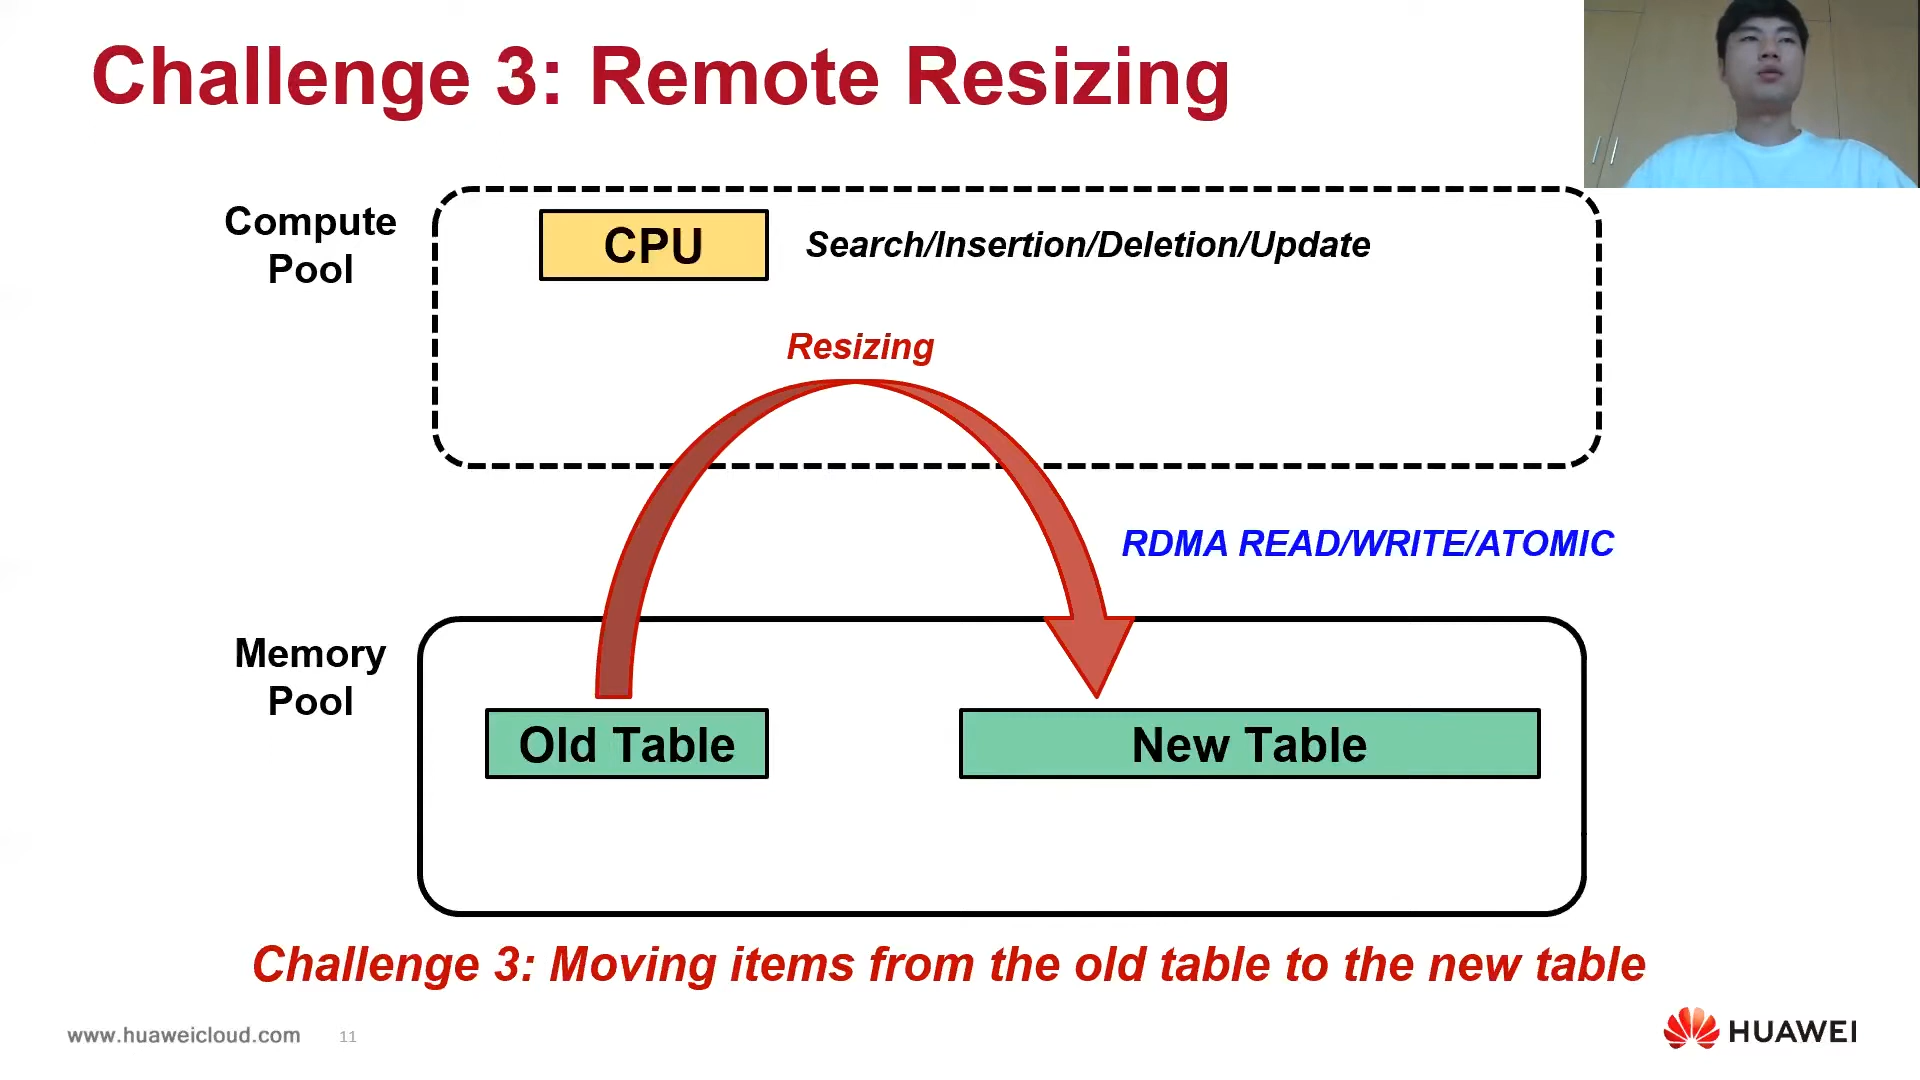 Challenge 3: Remote Resizing
Compute
Pool
CPU
Search/Insertion/Deletion/Update
Resizing
RDMA READ/WRITE/ATOMIC
Memory
Pool
Old Table
New Table
Challenge 3: Moving items from the old table to the new table
www.huaweicloud.com
11
HUAWEI